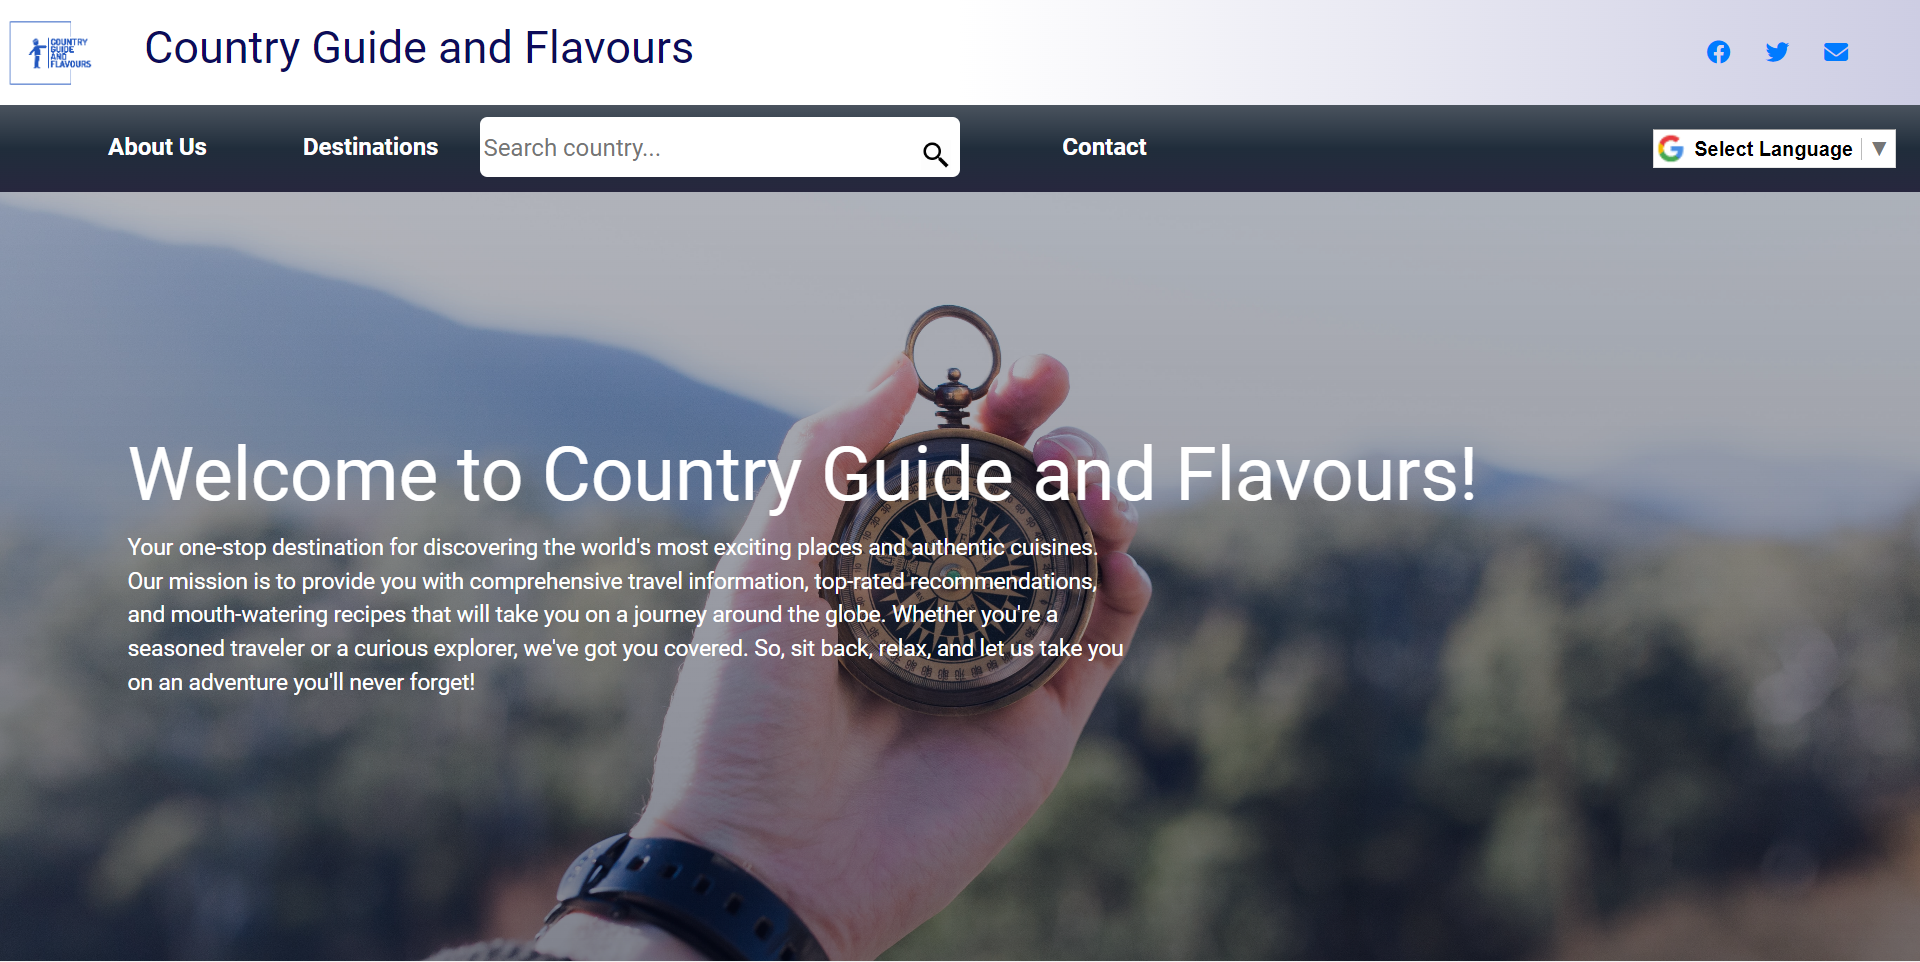 COUNTRY
GUIDE
AND
FLAVOURS
Country Guide and Flavours
About Us
Destinations
Search country...
Contact
Select Language ▼
Welcome to Country Guide and Flavours!
Your one-stop destination for discovering the world's most exciting places and authentic cuisines.
Our mission is to provide you with comprehensive travel information, top-rated recommendations,
and mouth-watering recipes that will take you on a journey around the globe. Whether you're a
seasoned traveler or a curious explorer, we've got you covered. So, sit back, relax, and let us take you
on an adventure you'll never forget!